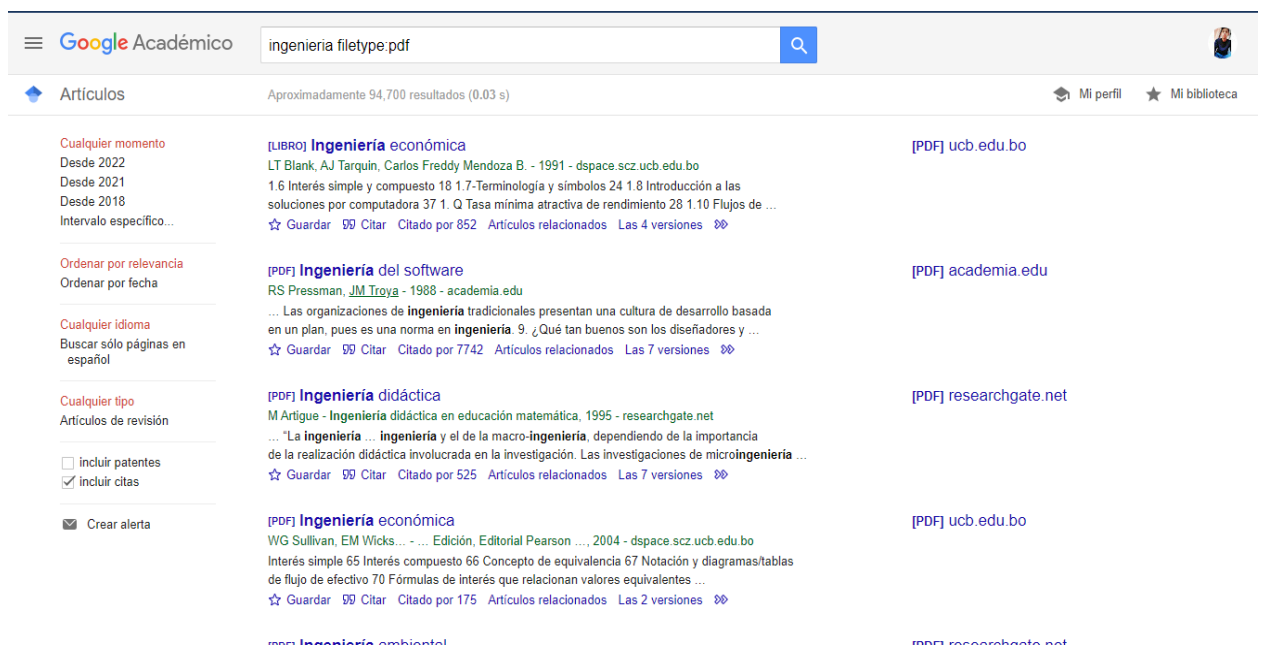 Google Académico
ingenieria filetype:pdf
Artículos
Aproximadamente 94,700 resultados (0.03 s)
Mi perfil
Mi biblioteca
Cualquier momento
Desde 2022
Desde 2021
Desde 2018
Intervalo específico...
Ordenar por relevancia
Ordenar por fecha
Cualquier idioma
Buscar sólo páginas en
español
Cualquier tipo
Artículos de revisión
incluir patentes
incluir citas
Crear alerta
[LIBRO] Ingeniería económica
LT Blank, AJ Tarquin, Carlos Freddy Mendoza B. - 1991 - dspace.scz.ucb.edu.bo
1.6 Interés simple y compuesto 18 1.7-Terminología y símbolos 24 1.8 Introducción a las
soluciones por computadora 37 1. Q Tasa mínima atractiva de rendimiento 28 1.10 Flujos de ...
Guardar Citar Citado por 852 Artículos relacionados Las 4 versiones
[PDF] ucb.edu.bo
[PDF] Ingeniería del software
RS Pressman, JM Troya - 1988 - academia.edu
... Las organizaciones de ingeniería tradicionales presentan una cultura de desarrollo basada
en un plan, pues es una norma en ingeniería. 9. ¿Qué tan buenos son los diseñadores y ...
Guardar Citar Citado por 7742 Artículos relacionados Las 7 versiones
[PDF] academia.edu
[PDF] Ingeniería didáctica
M Artigue - Ingeniería didáctica en educación matemática, 1995 - researchgate.net
... “La ingeniería ... ingeniería y el de la macro-ingeniería, dependiendo de la importancia
de la realización didáctica involucrada en la investigación. Las investigaciones de microingeniería ...
Guardar Citar Citado por 525 Artículos relacionados Las 7 versiones
[PDF] researchgate.net
[PDF] Ingeniería económica
WG Sullivan, EM Wicks... - ... Edición, Editorial Pearson ..., 2004 - dspace.scz.ucb.edu.bo
Interés simple 65 Interés compuesto 66 Concepto de equivalencia 67 Notación y diagramas/tablas
de flujo de efectivo 70 Fórmulas de interés que relacionan valores equivalentes ...
Guardar Citar Citado por 175 Artículos relacionados Las 2 versiones
[PDF] ucb.edu.bo
[PDF] Ingeniería ambiental
[PDF] researchgate.net